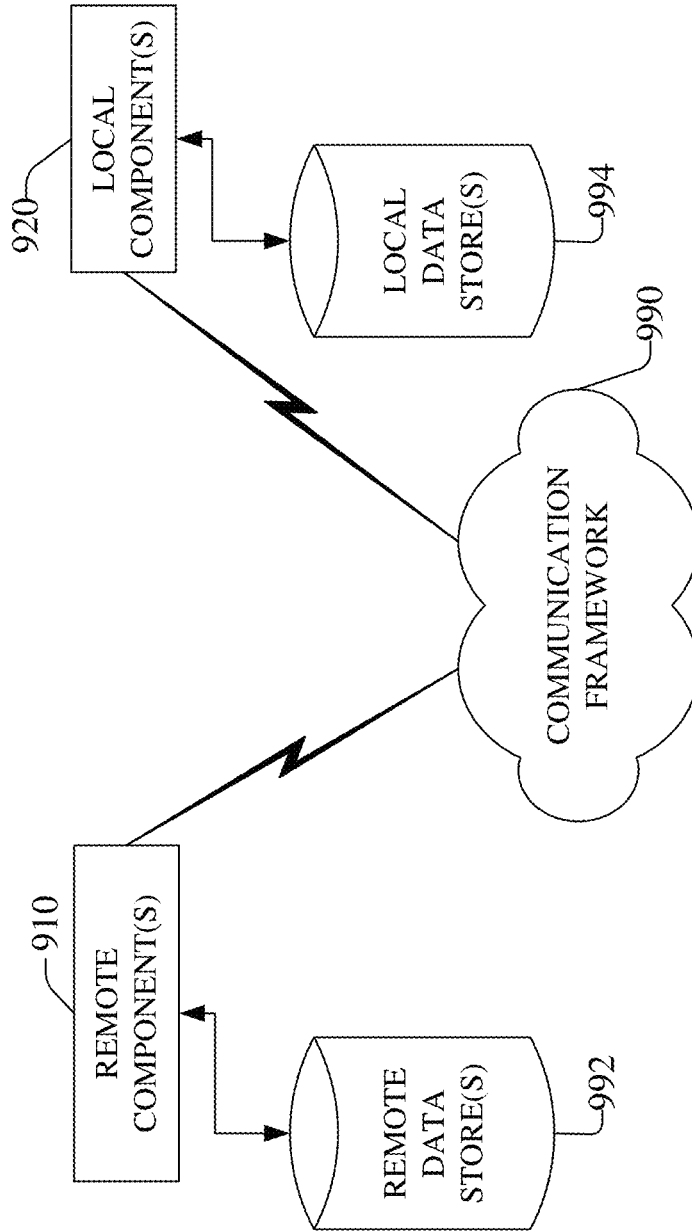 910
REMOTE
COMPONENT(S)
920
LOCAL
COMPONENT(S)
REMOTE
DATA
STORE(S)
992
LOCAL
DATA
STORE(S)
994
COMMUNICATION
FRAMEWORK
990